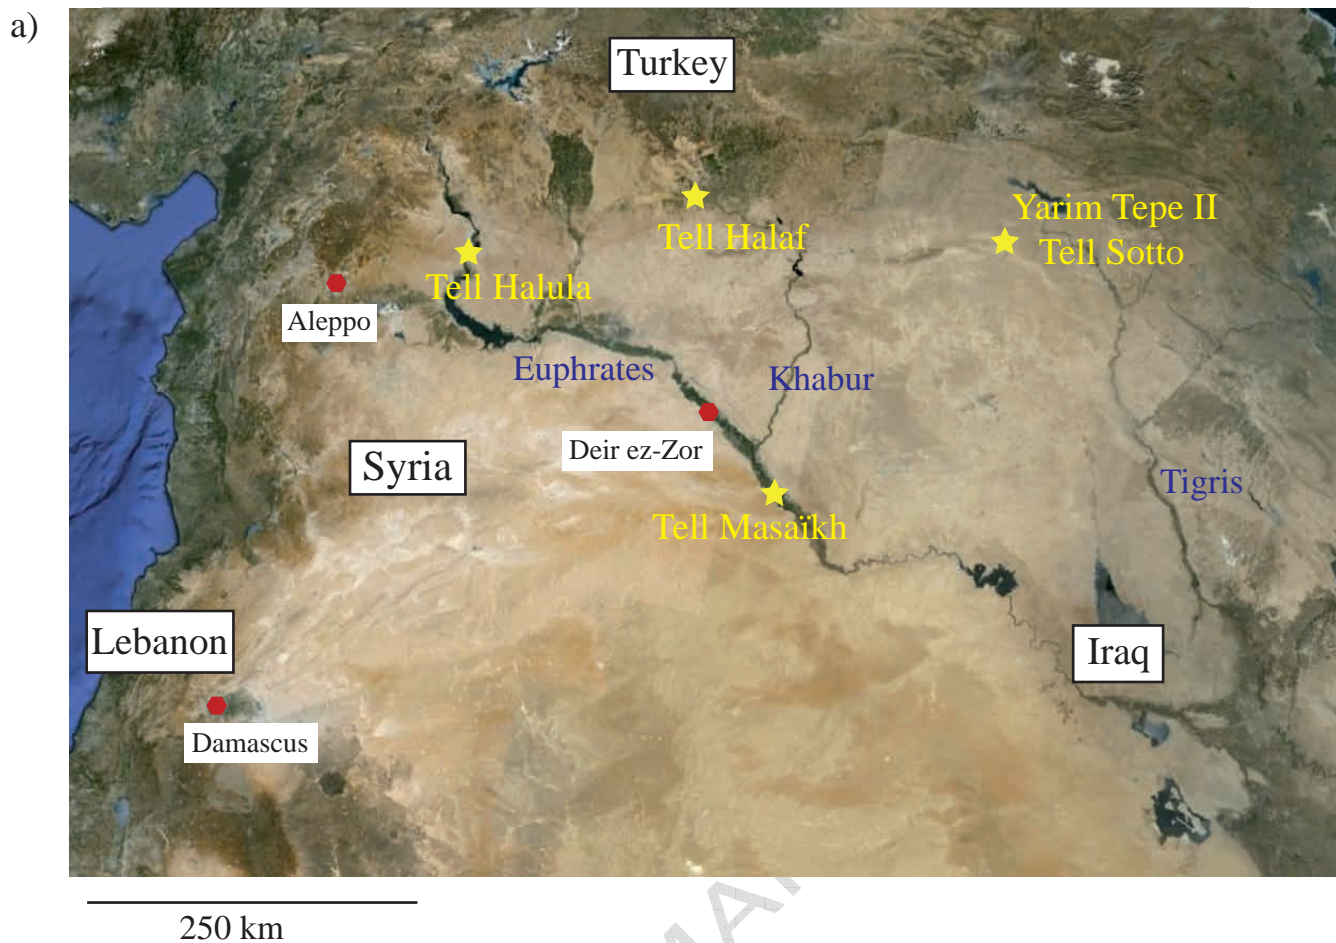 a)
Turkey
Yarim Tepe II
Tell Sotto
Tell Halaf
Tell Halula
Aleppo
Euphrates
Khabur
Deir ez-Zor
Syria
Tigris
Tell Masaïkh
Lebanon
Iraq
Damascus
250 km